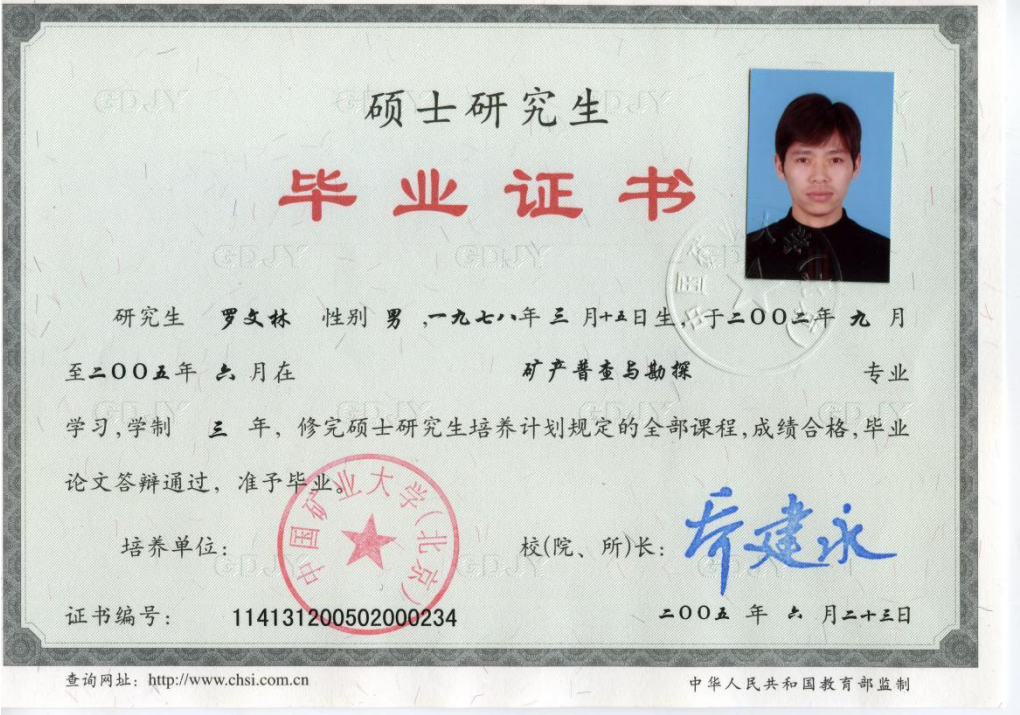 硕士研究生
毕业证书
研究生 罗文林 性别 男 ,一九七八年 三 月十五日生,于二〇〇二年 九 月
至二〇〇五年 六 月在 矿产普查与勘探 专业
学习,学制 三 年, 修完硕士研究生培养计划规定的全部课程,成绩合格,毕业
论文答辩通过, 准予毕业。
中国矿业大学(北京)
培养单位: 校(院、所)长: 乔建永
证书编号: 114131200502000234 二〇〇五 年 六 月二十三日
查询网址: http://www.chsi.com.cn 中华人民共和国教育部监制